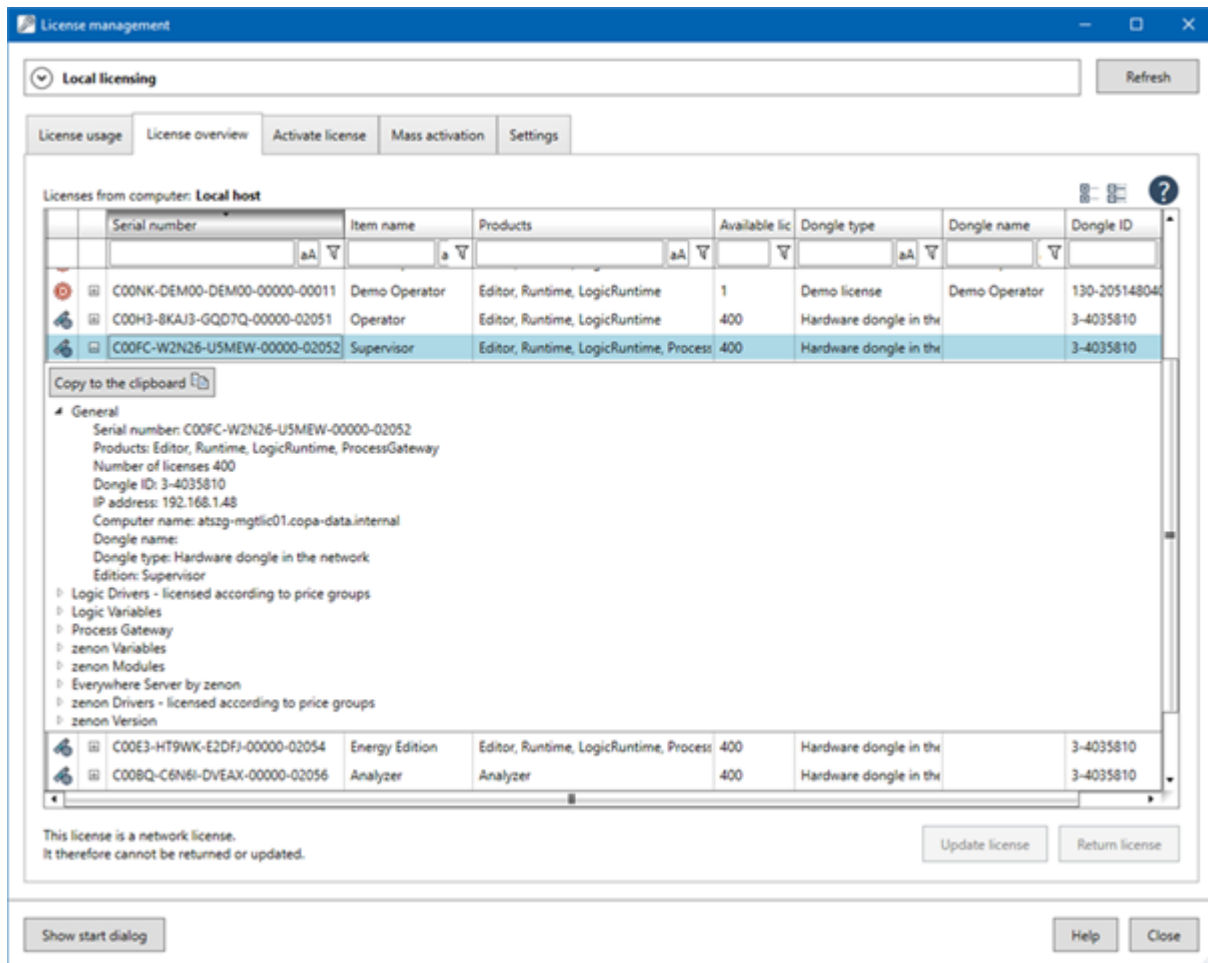 License management
Local licensing
Refresh
License usage
License overview
Activate license
Mass activation
Settings
Licenses from computer: Local host
?
Serial number Item name Products Available lic Dongle type Dongle name Dongle ID
aA a aA aA
C00NK-DEM00-DEM00-00000-00011 Demo Operator Editor, Runtime, LogicRuntime 1 Demo license Demo Operator 130-205148040
C00H3-8KAJ3-GQD7Q-00000-02051 Operator Editor, Runtime, LogicRuntime 400 Hardware dongle in the 3-4035810
C00FC-W2N26-U5MEW-00000-02052 Supervisor Editor, Runtime, LogicRuntime, Process 400 Hardware dongle in the 3-4035810
Copy to the clipboard
General
Serial number: C00FC-W2N26-U5MEW-00000-02052
Products: Editor, Runtime, LogicRuntime, ProcessGateway
Number of licenses 400
Dongle ID: 3-4035810
IP address: 192.168.1.48
Computer name: atszg-mgtlic01.copa-data.internal
Dongle name:
Dongle type: Hardware dongle in the network
Edition: Supervisor
Logic Drivers - licensed according to price groups
Logic Variables
Process Gateway
zenon Variables
zenon Modules
Everywhere Server by zenon
zenon Drivers - licensed according to price groups
zenon Version
C00E3-HT9WK-E2DFJ-00000-02054 Energy Edition Editor, Runtime, LogicRuntime, Process 400 Hardware dongle in the 3-4035810
C00BQ-C6N6I-DVEAX-00000-02056 Analyzer Analyzer 400 Hardware dongle in the 3-4035810
This license is a network license.
It therefore cannot be returned or updated.
Update license
Return license
Show start dialog
Help
Close